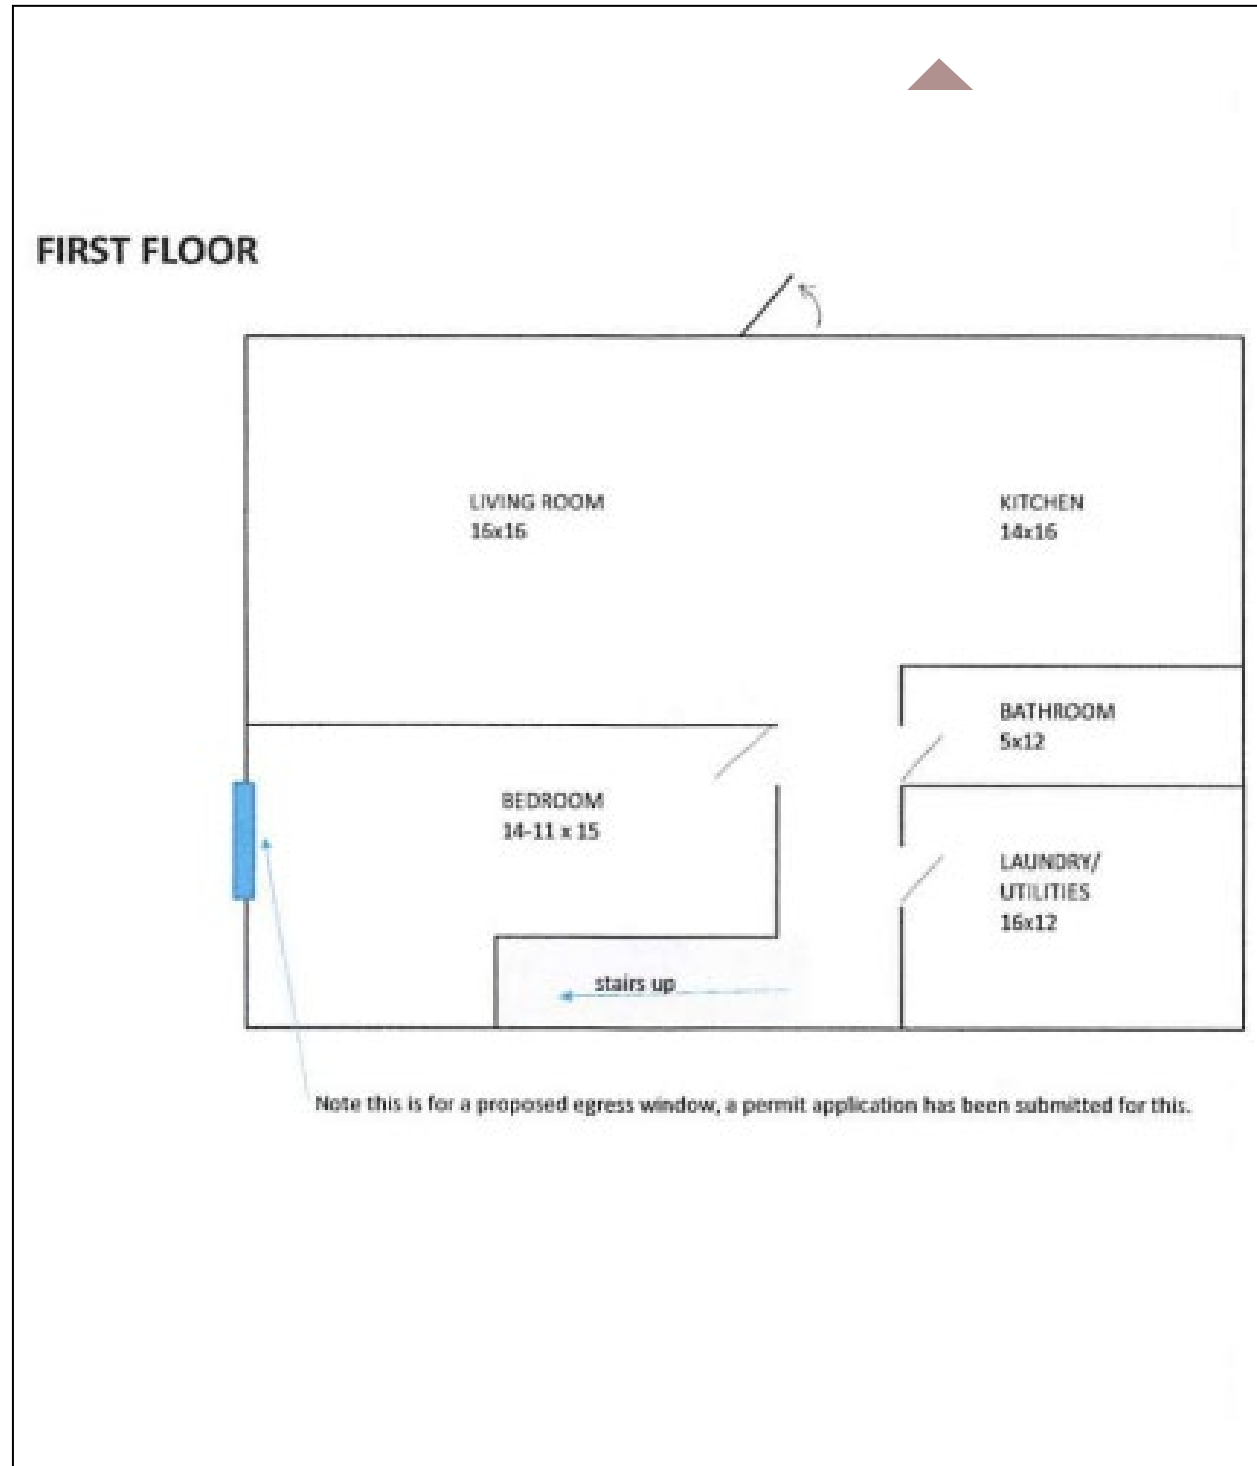 FIRST FLOOR
LIVING ROOM
16x16
KITCHEN
14x16
BATHROOM
5x12
BEDROOM
14-11 x 15
LAUNDRY/
UTILITIES
16x12
stairs up
Note this is for a proposed egress window, a permit application has been submitted for this.